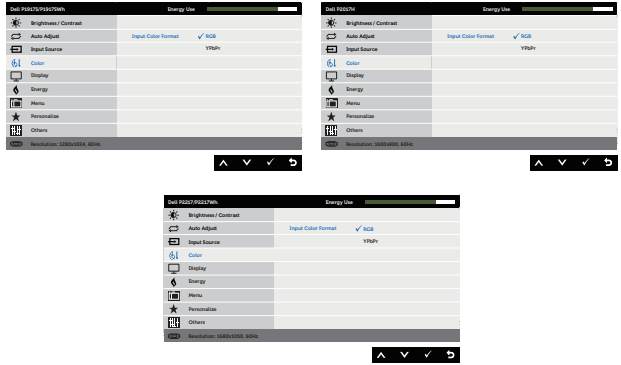 Dell P1917S/P1917SWh Energy Use
Brightness / Contrast
Auto Adjust Input Color Format ✓ RGB
Input Source YPbPr
Color
Display
Energy
Menu
Personalize
Others
Resolution: 1280x1024, 60Hz
Dell P2017H Energy Use
Brightness / Contrast
Auto Adjust Input Color Format ✓ RGB
Input Source YPbPr
Color
Display
Energy
Menu
Personalize
Others
Resolution: 1600x900, 60Hz
Dell P2217/P2217Wh Energy Use
Brightness / Contrast
Auto Adjust Input Color Format ✓ RGB
Input Source YPbPr
Color
Display
Energy
Menu
Personalize
Others
Resolution: 1680x1050, 60Hz